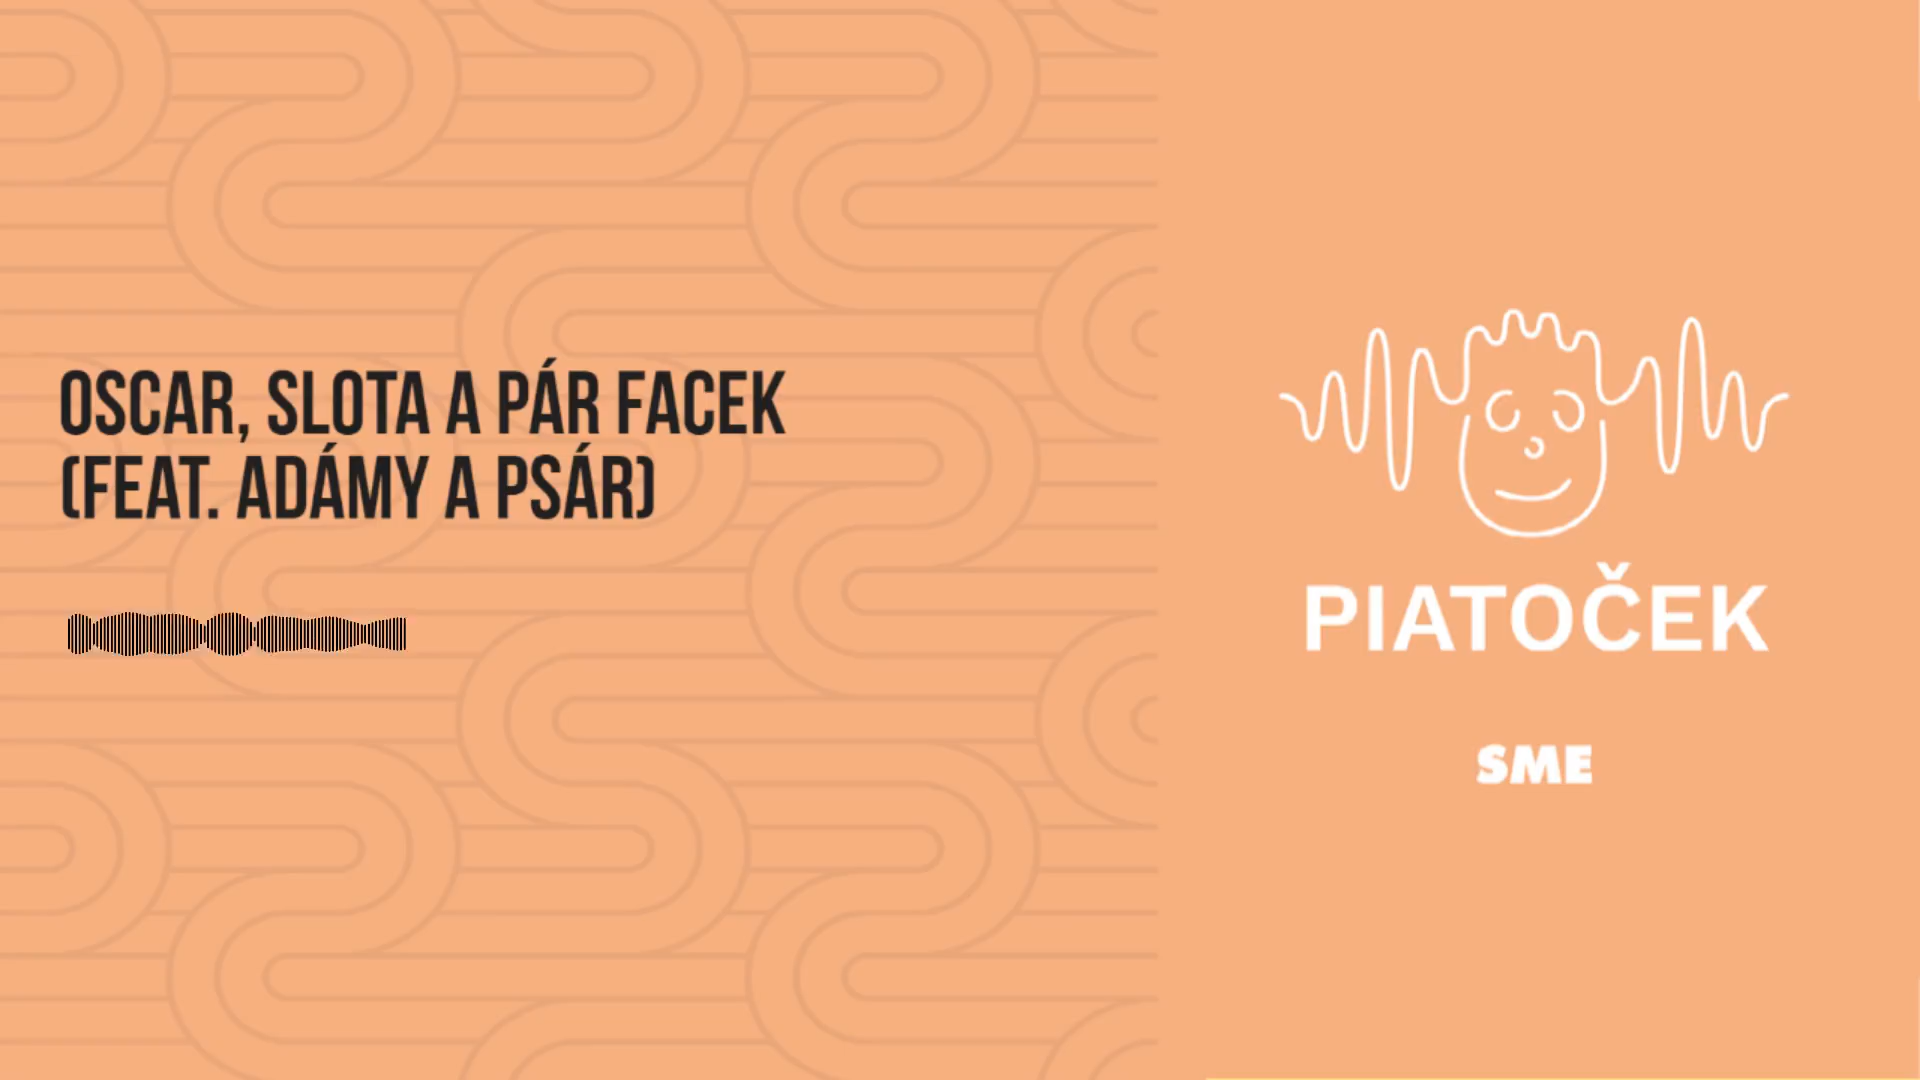 OSCAR, SLOTA A PÁR FACEK
(FEAT. ADÁMY A PSÁR)
PIATOČEK
SME